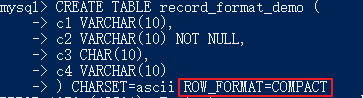 mysql> CREATE TABLE record_format_demo (
    -> c1 VARCHAR(10),
    -> c2 VARCHAR(10) NOT NULL,
    -> c3 CHAR(10),
    -> c4 VARCHAR(10)
    -> ) CHARSET=ascii ROW_FORMAT=COMPACT